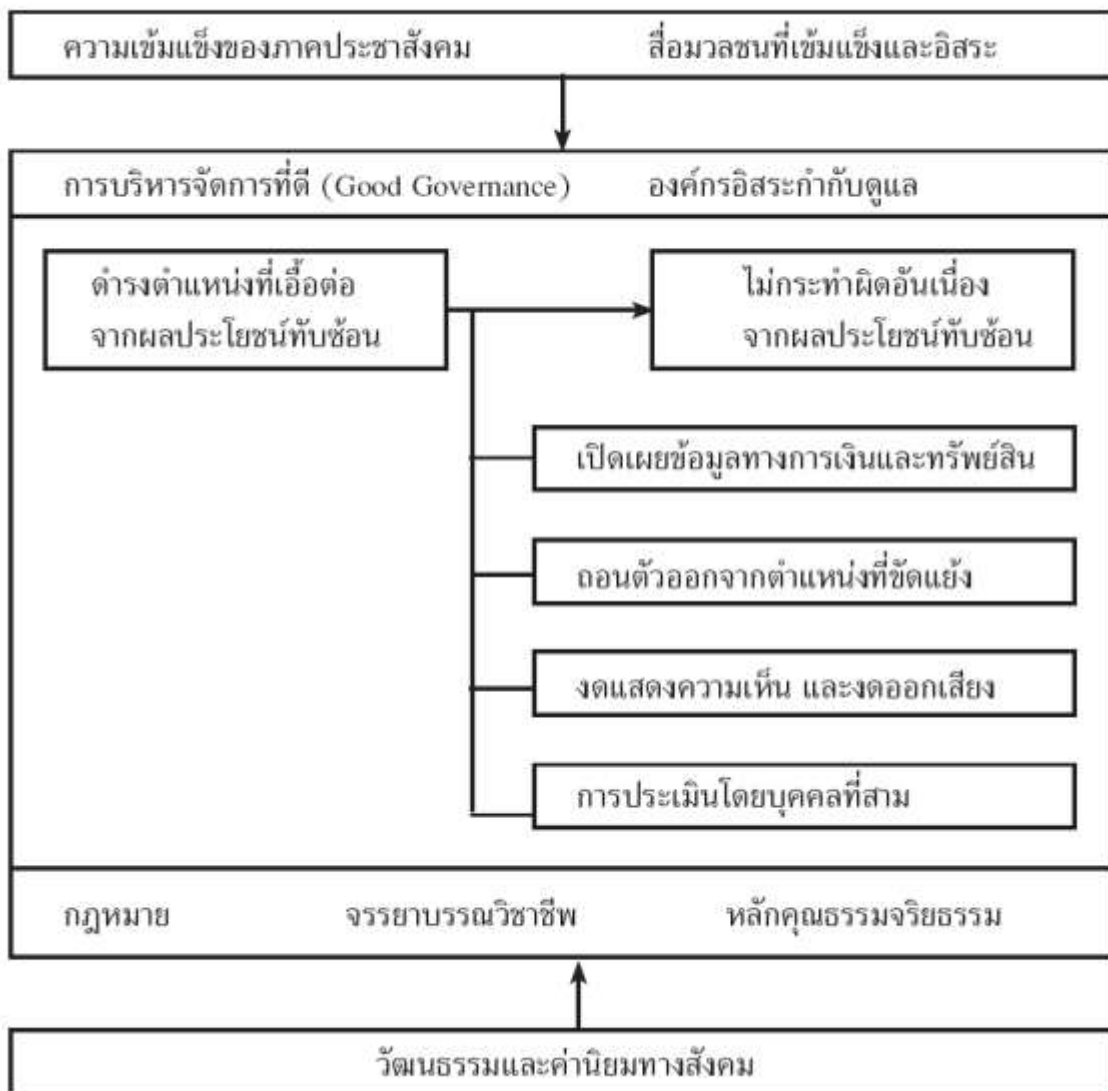 ความเข้มแข็งของภาคประชาสังคม สื่อมวลชนที่เข้มแข็งและอิสระ
การบริหารจัดการที่ดี (Good Governance) องค์กรอิสระกำกับดูแล
ดำรงตำแหน่งที่เอื้อต่อ
จากผลประโยชน์ทับซ้อน
ไม่กระทำผิดอันเนื่อง
จากผลประโยชน์ทับซ้อน
เปิดเผยข้อมูลทางการเงินและทรัพย์สิน
ถอนตัวออกจากตำแหน่งที่ขัดแย้ง
งดแสดงความเห็น และงดออกเสียง
การประเมินโดยบุคคลที่สาม
กฎหมาย จรรยาบรรณวิชาชีพ หลักคุณธรรมจริยธรรม
วัฒนธรรมและค่านิยมทางสังคม